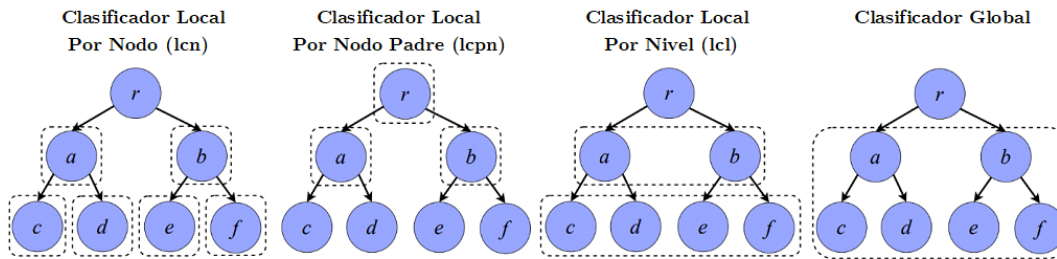 Clasificador Local
Por Nodo (lcn)
r
a
b
c
d
e
f
Clasificador Local
Por Nodo Padre (lcpn)
r
a
b
c
d
e
f
Clasificador Local
Por Nivel (lcl)
r
a
b
c
d
e
f
Clasificador Global
r
a
b
c
d
e
f